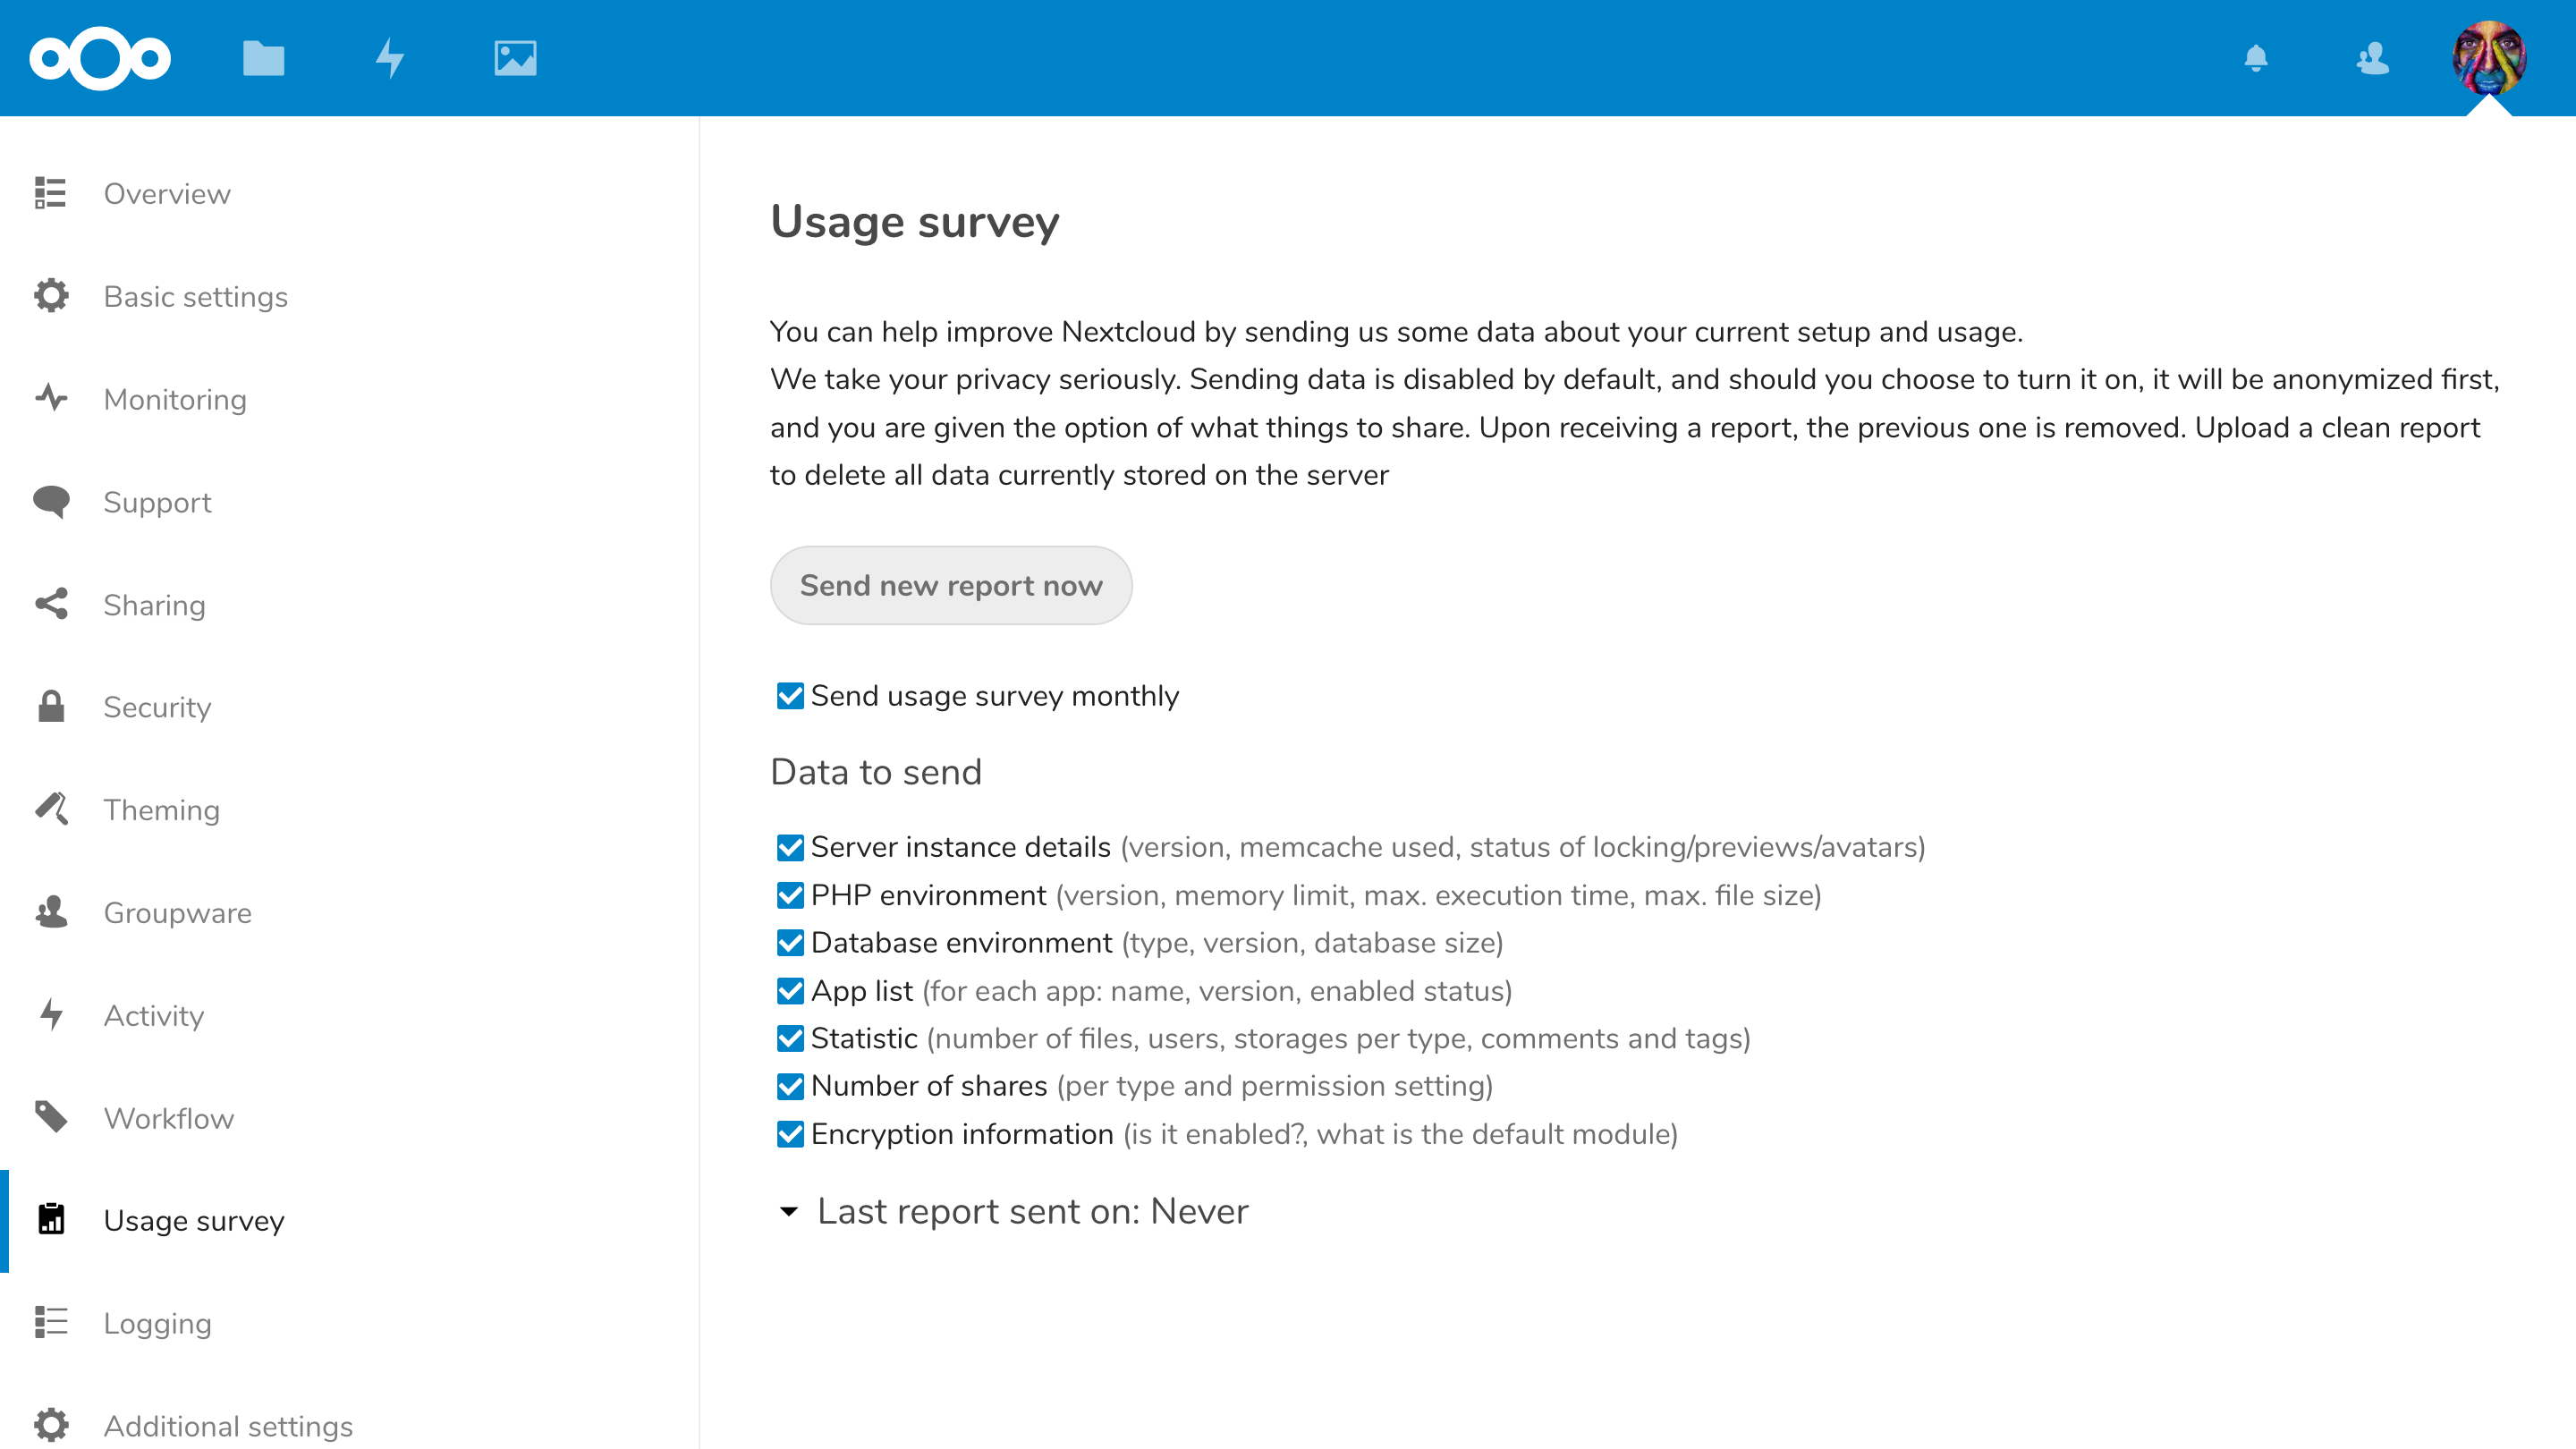 Overview
Basic settings
Monitoring
Support
Sharing
Security
Theming
Groupware
Activity
Workflow
Usage survey
Logging
Additional settings
Usage survey
You can help improve Nextcloud by sending us some data about your current setup and usage.
We take your privacy seriously. Sending data is disabled by default, and should you choose to turn it on, it will be anonymized first,
and you are given the option of what things to share. Upon receiving a report, the previous one is removed. Upload a clean report
to delete all data currently stored on the server
Send new report now
Send usage survey monthly
Data to send
Server instance details (version, memcache used, status of locking/previews/avatars)
PHP environment (version, memory limit, max. execution time, max. file size)
Database environment (type, version, database size)
App list (for each app: name, version, enabled status)
Statistic (number of files, users, storages per type, comments and tags)
Number of shares (per type and permission setting)
Encryption information (is it enabled?, what is the default module)
Last report sent on: Never